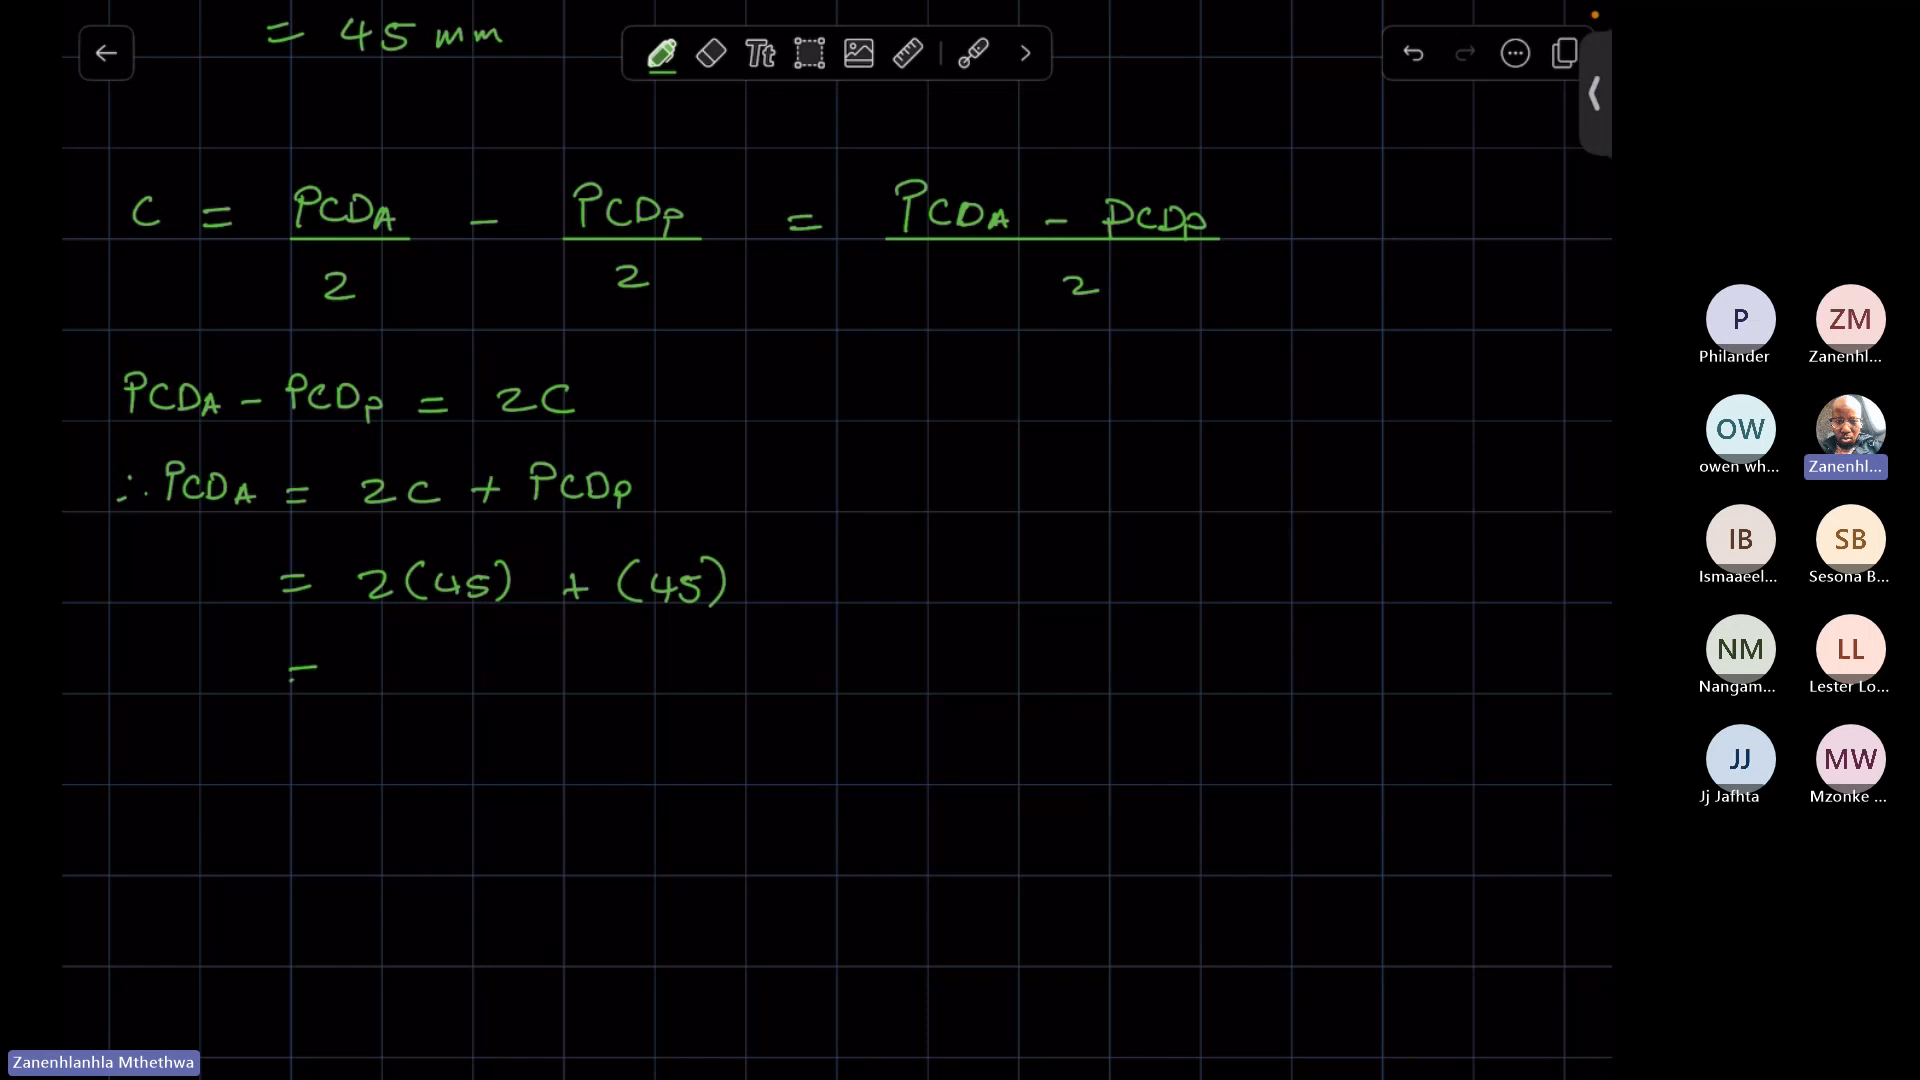 = 45 mm
Tt
C = PCDA/2 - PCDP/2 = PCDA - PCDP/2
PCDA - PCDP = 2C
∴ PCDA = 2C + PCDP
= 2(45) + (45)
=
P
Philander
ZM
Zanenhl...
OW
owen wh...
Zanenhl...
IB
Ismaaeel...
SB
Sesona B...
NM
Nangam...
LL
Lester Lo...
JJ
Jj Jafhta
MW
Mzonke ...
Zanenhlanhla Mthethwa